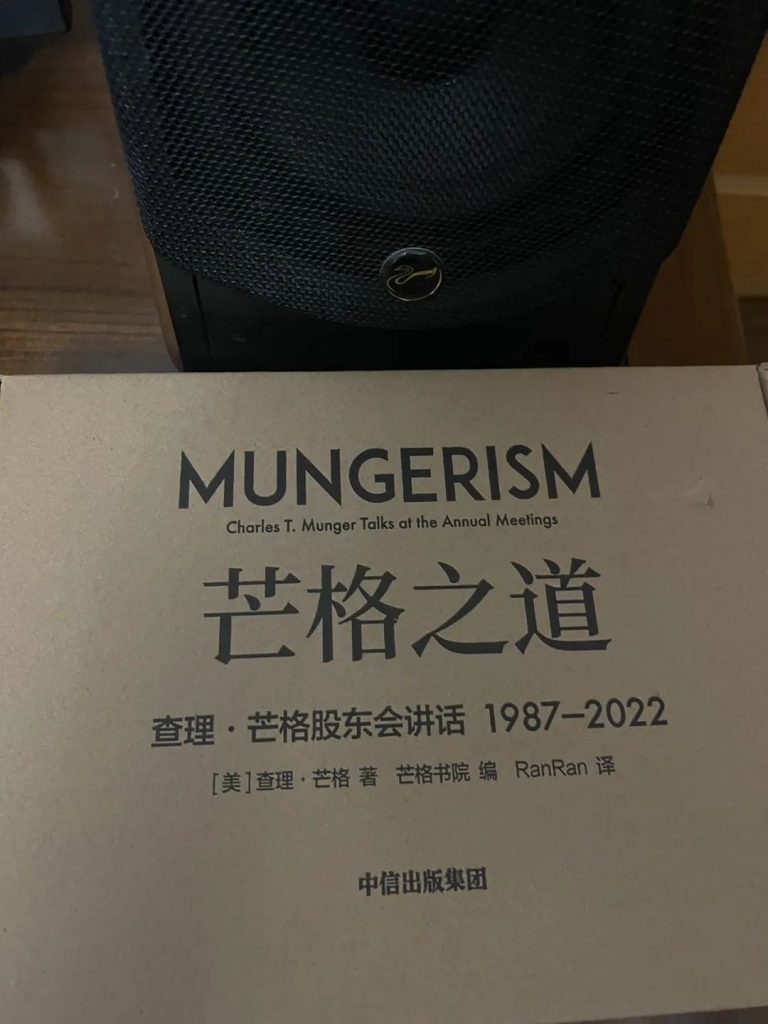 MUNGERISM
Charles T. Munger Talks at the Annual Meetings
芒格之道
查理·芒格股东会讲话 1987—2022
[美]查理·芒格 著 芒格书院 编 RanRan 译
中信出版集团